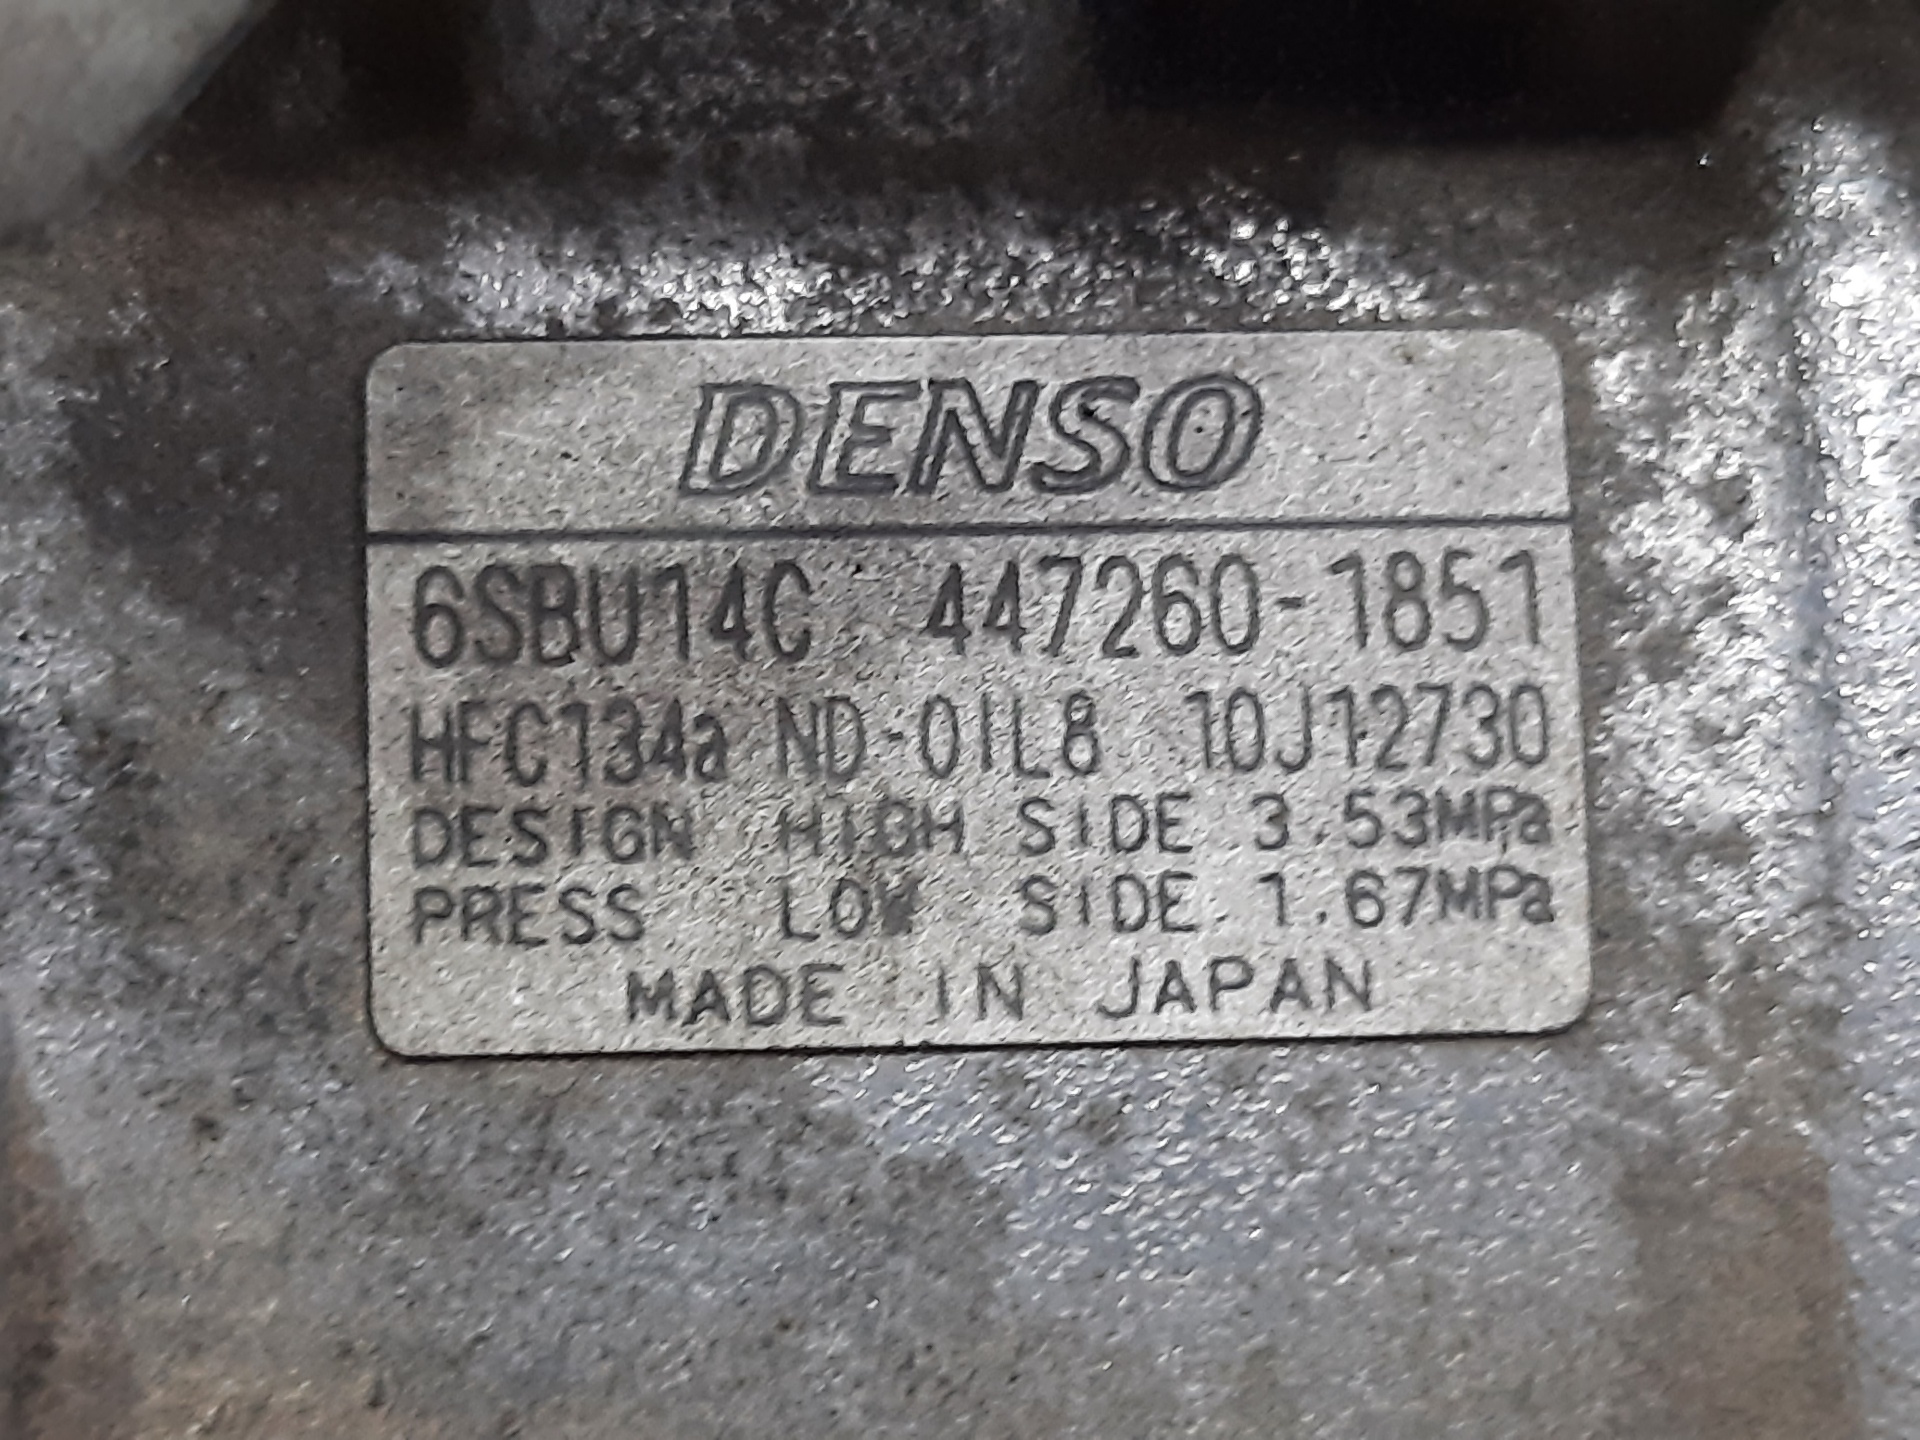 DENSO
6SBU14C 447260-1851
HFC134a ND-OIL8 10J12730
DESIGN HIGH SIDE 3.53MPa
PRESS LOW SIDE 1.67MPa
MADE IN JAPAN